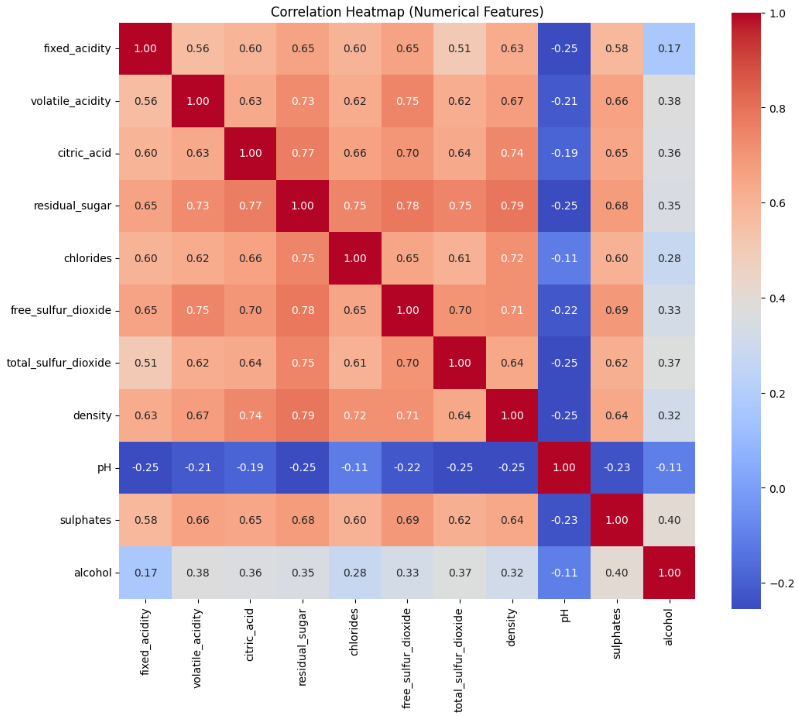 Correlation Heatmap (Numerical Features)
fixed_acidity 1.00 0.56 0.60 0.65 0.60 0.65 0.51 0.63 -0.25 0.58 0.17
volatile_acidity 0.56 1.00 0.63 0.73 0.62 0.75 0.62 0.67 -0.21 0.66 0.38
citric_acid 0.60 0.63 1.00 0.77 0.66 0.70 0.64 0.74 -0.19 0.65 0.36
residual_sugar 0.65 0.73 0.77 1.00 0.75 0.78 0.75 0.79 -0.25 0.68 0.35
chlorides 0.60 0.62 0.66 0.75 1.00 0.65 0.61 0.72 -0.11 0.60 0.28
free_sulfur_dioxide 0.65 0.75 0.70 0.78 0.65 1.00 0.70 0.71 -0.22 0.69 0.33
total_sulfur_dioxide 0.51 0.62 0.64 0.75 0.61 0.70 1.00 0.64 -0.25 0.62 0.37
density 0.63 0.67 0.74 0.79 0.72 0.71 0.64 1.00 -0.25 0.64 0.32
pH -0.25 -0.21 -0.19 -0.25 -0.11 -0.22 -0.25 -0.25 1.00 -0.23 -0.11
sulphates 0.58 0.66 0.65 0.68 0.60 0.69 0.62 0.64 -0.23 1.00 0.40
alcohol 0.17 0.38 0.36 0.35 0.28 0.33 0.37 0.32 -0.11 0.40 1.00
fixed_acidity
volatile_acidity
citric_acid
residual_sugar
chlorides
free_sulfur_dioxide
total_sulfur_dioxide
density
pH
sulphates
alcohol
1.0
0.8
0.6
0.4
0.2
0.0
−0.2